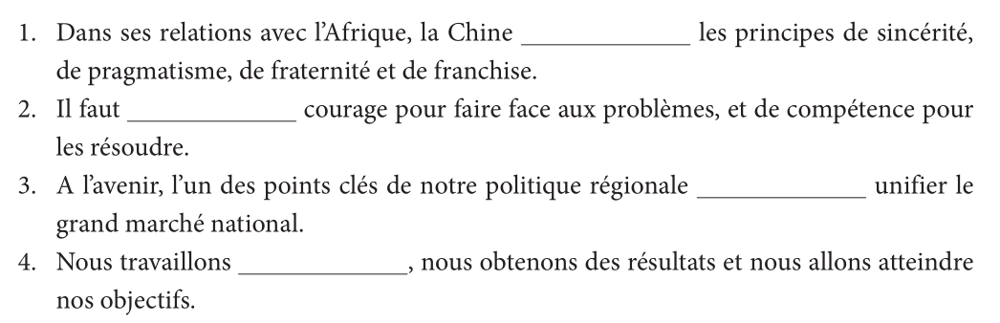 1. Dans ses relations avec l’Afrique, la Chine _____________ les principes de sincérité,
de pragmatisme, de fraternité et de franchise.
2. Il faut _____________ courage pour faire face aux problèmes, et de compétence pour
les résoudre.
3. A l’avenir, l’un des points clés de notre politique régionale _____________ unifier le
grand marché national.
4. Nous travaillons _____________, nous obtenons des résultats et nous allons atteindre
nos objectifs.